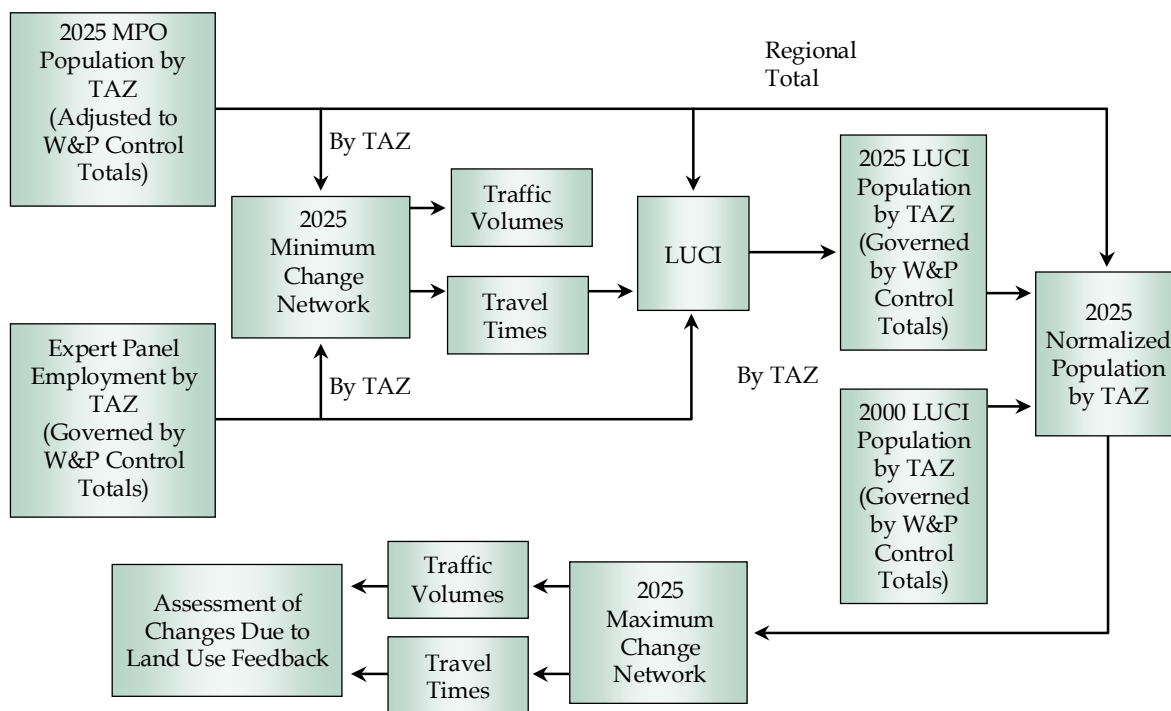 2025 MPO
Population by
TAZ
(Adjusted to
W&P Control
Totals)
Regional
Total
By TAZ
2025
Minimum
Change
Network
Traffic
Volumes
Travel
Times
LUCI
2025 LUCI
Population
by TAZ
(Governed
by W&P
Control
Totals)
2025
Normalized
Population
by TAZ
Expert Panel
Employment by
TAZ
(Governed by
W&P Control
Totals)
By TAZ
By TAZ
2000 LUCI
Population
by TAZ
(Governed
by W&P
Control
Totals)
Assessment of
Changes Due to
Land Use Feedback
Traffic
Volumes
Travel
Times
2025
Maximum
Change
Network